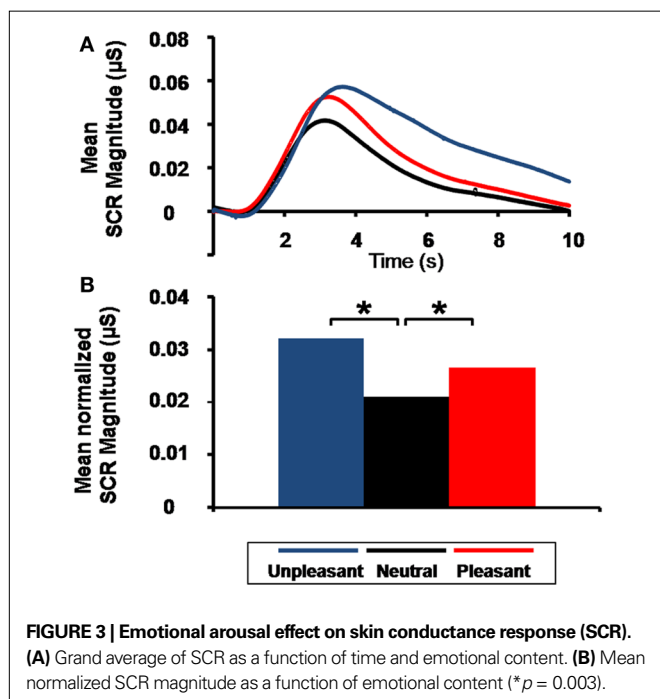 A
0.08
0.06
0.04
0.02
0
Mean
SCR Magnitude (µS)
2 4 6 8 10
Time (s)
B
0.04
0.03
0.02
0.01
0
Mean normalized
SCR Magnitude (µS)
* *
Unpleasant Neutral Pleasant
FIGURE 3 | Emotional arousal effect on skin conductance response (SCR).
(A) Grand average of SCR as a function of time and emotional content. (B) Mean
normalized SCR magnitude as a function of emotional content (*p = 0.003).